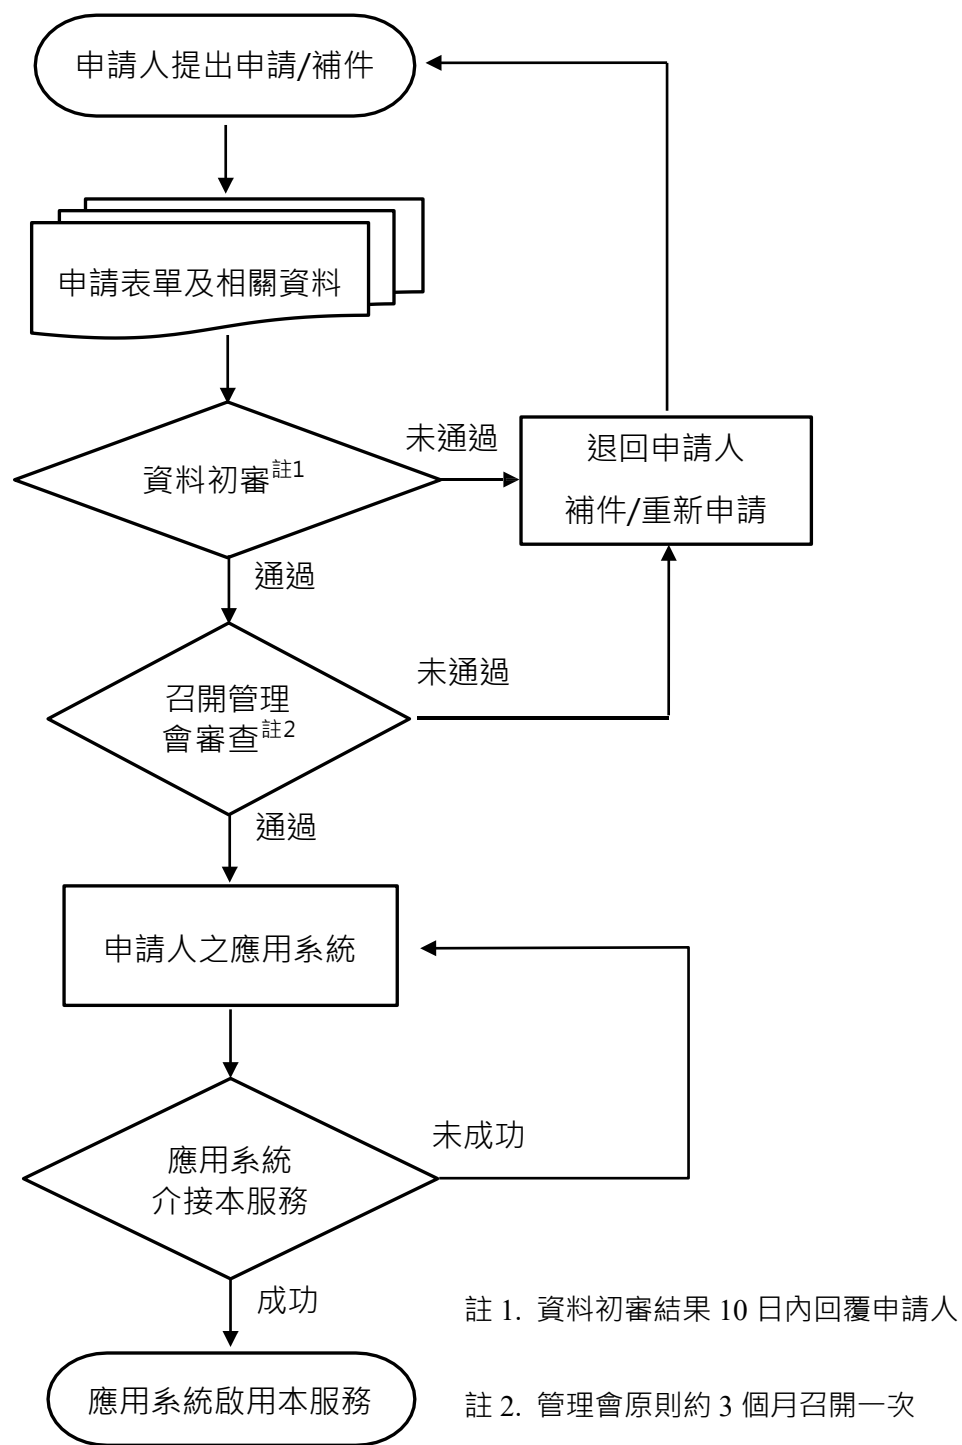 申請人提出申請/補件
申請表單及相關資料
未通過
退回申請人
補件/重新申請
資料初審註1
通過
未通過
召開管理
會審查註2
通過
申請人之應用系統
未成功
應用系統
介接本服務
成功
註 1. 資料初審結果 10 日內回覆申請人
應用系統啟用本服務
註 2. 管理會原則約 3 個月召開一次